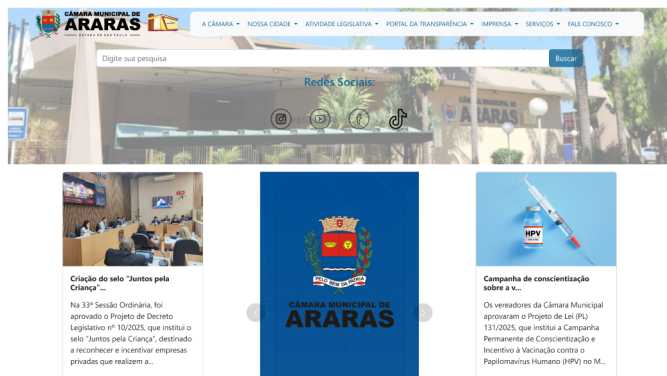 CÂMARA MUNICIPAL DE
ARARAS
ESTADO DE SÃO PAULO
A CÂMARA
NOSSA CIDADE
ATIVIDADE LEGISLATIVA
PORTAL DA TRANSPARÊNCIA
IMPRENSA
SERVIÇOS
FALE CONOSCO
Digite sua pesquisa
Buscar
Redes Sociais:
CÂMARA MUNICIPAL DE
ARARAS
Criação do selo “Juntos pela
Criança”...
Na 33ª Sessão Ordinária, foi
aprovado o Projeto de Decreto
Legislativo nº 10/2025, que institui o
selo "Juntos pela Criança", destinado
a reconhecer e incentivar empresas
privadas que realizem a...
PELO BEM DA PATRIA
CÂMARA MUNICIPAL DE
ARARAS
HPV
Campanha de conscientização
sobre a v...
Os vereadores da Câmara Municipal
aprovaram o Projeto de Lei (PL)
131/2025, que institui a Campanha
Permanente de Conscientização e
Incentivo à Vacinação contra o
Papilomavírus Humano (HPV) no M...